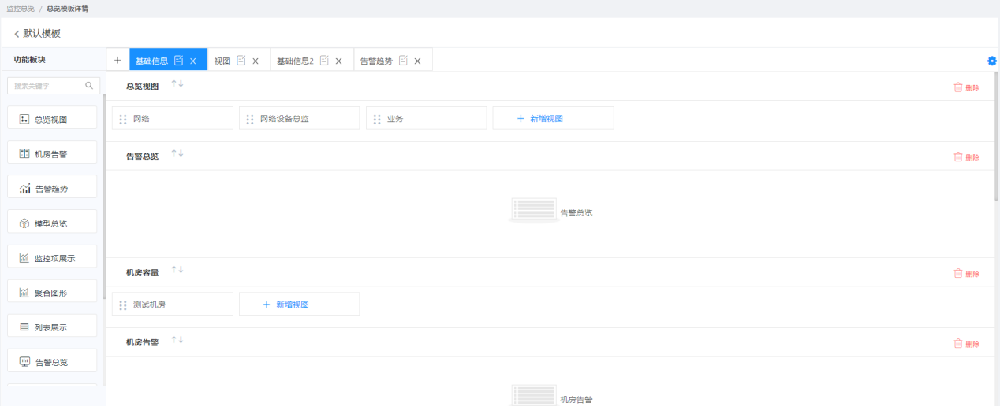 监控总览 / 总览模板详情
默认模板
功能板块
搜索关键字
总览视图
机房告警
告警趋势
模型总览
监控项展示
聚合图形
列表展示
告警总览
基础信息 视图 基础信息2 告警趋势
总览视图 删除
网络 网络设备总监 业务 + 新增视图
告警总览 删除
告警总览
机房容量 删除
测试机房 + 新增视图
机房告警 删除
机房告警